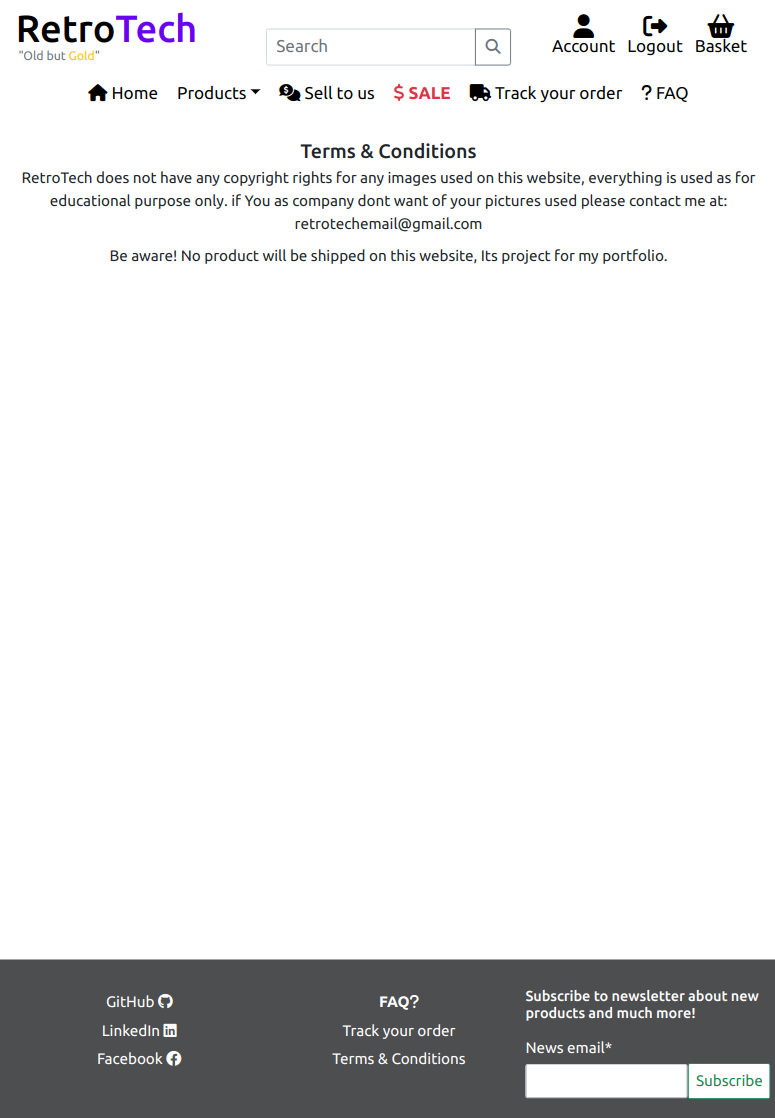 RetroTech
"Old but Gold"
Search
Account Logout Basket
Home Products Sell to us $ SALE Track your order ? FAQ
Terms & Conditions
RetroTech does not have any copyright rights for any images used on this website, everything is used as for
educational purpose only. if You as company dont want of your pictures used please contact me at:
retrotechemail@gmail.com
Be aware! No product will be shipped on this website, Its project for my portfolio.
GitHub
LinkedIn
Facebook
FAQ?
Track your order
Terms & Conditions
Subscribe to newsletter about new
products and much more!
News email*
Subscribe